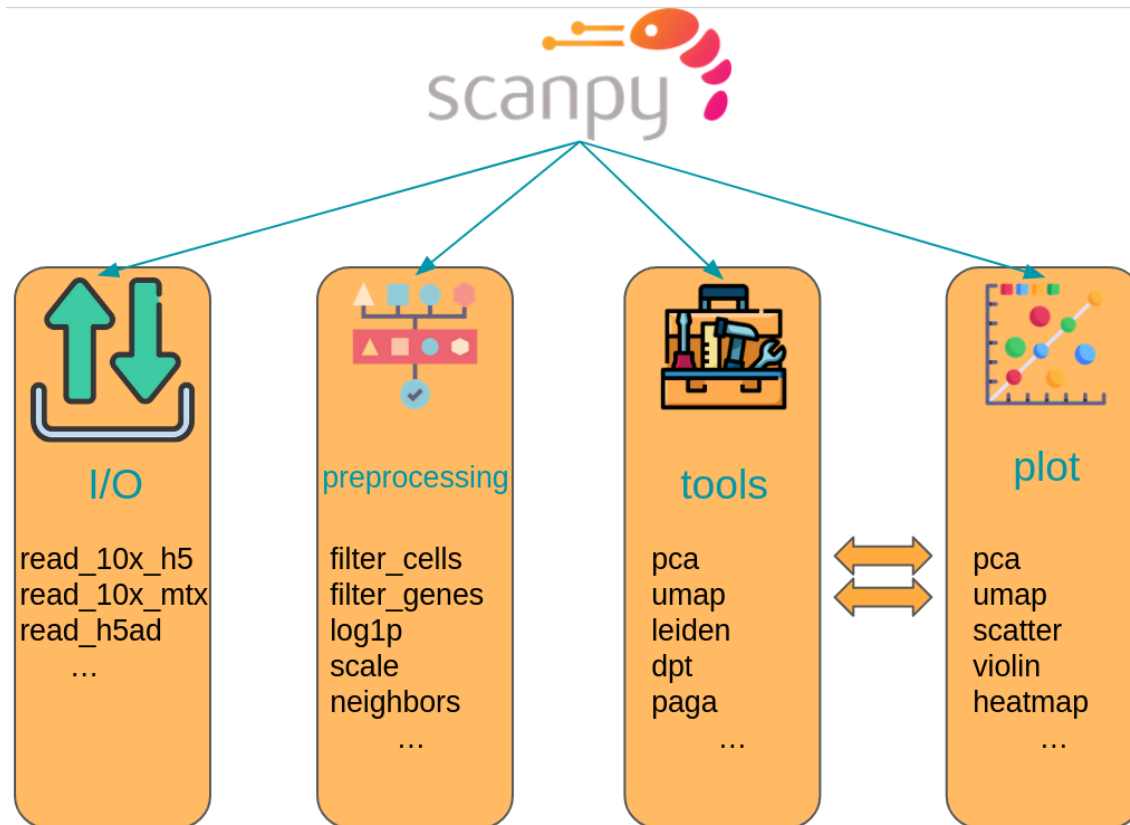 scanpy
I/O
read_10x_h5
read_10x_mtx
read_h5ad
...
preprocessing
filter_cells
filter_genes
log1p
scale
neighbors
...
tools
pca
umap
leiden
dpt
paga
...
plot
pca
umap
scatter
violin
heatmap
...